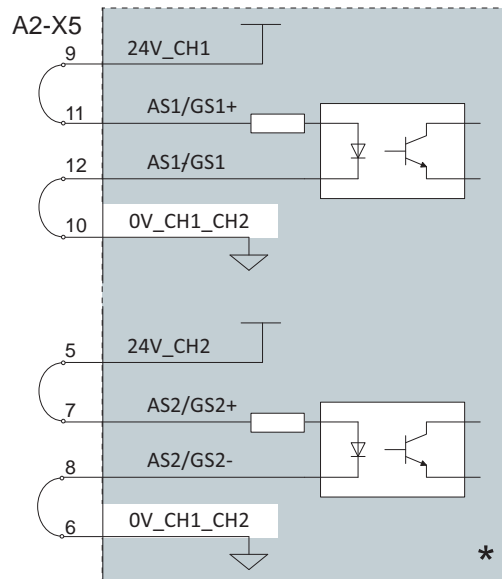 A2-X5
9 24V_CH1
11 AS1/GS1+
12 AS1/GS1
10 0V_CH1_CH2
5 24V_CH2
7 AS2/GS2+
8 AS2/GS2-
6 0V_CH1_CH2
*